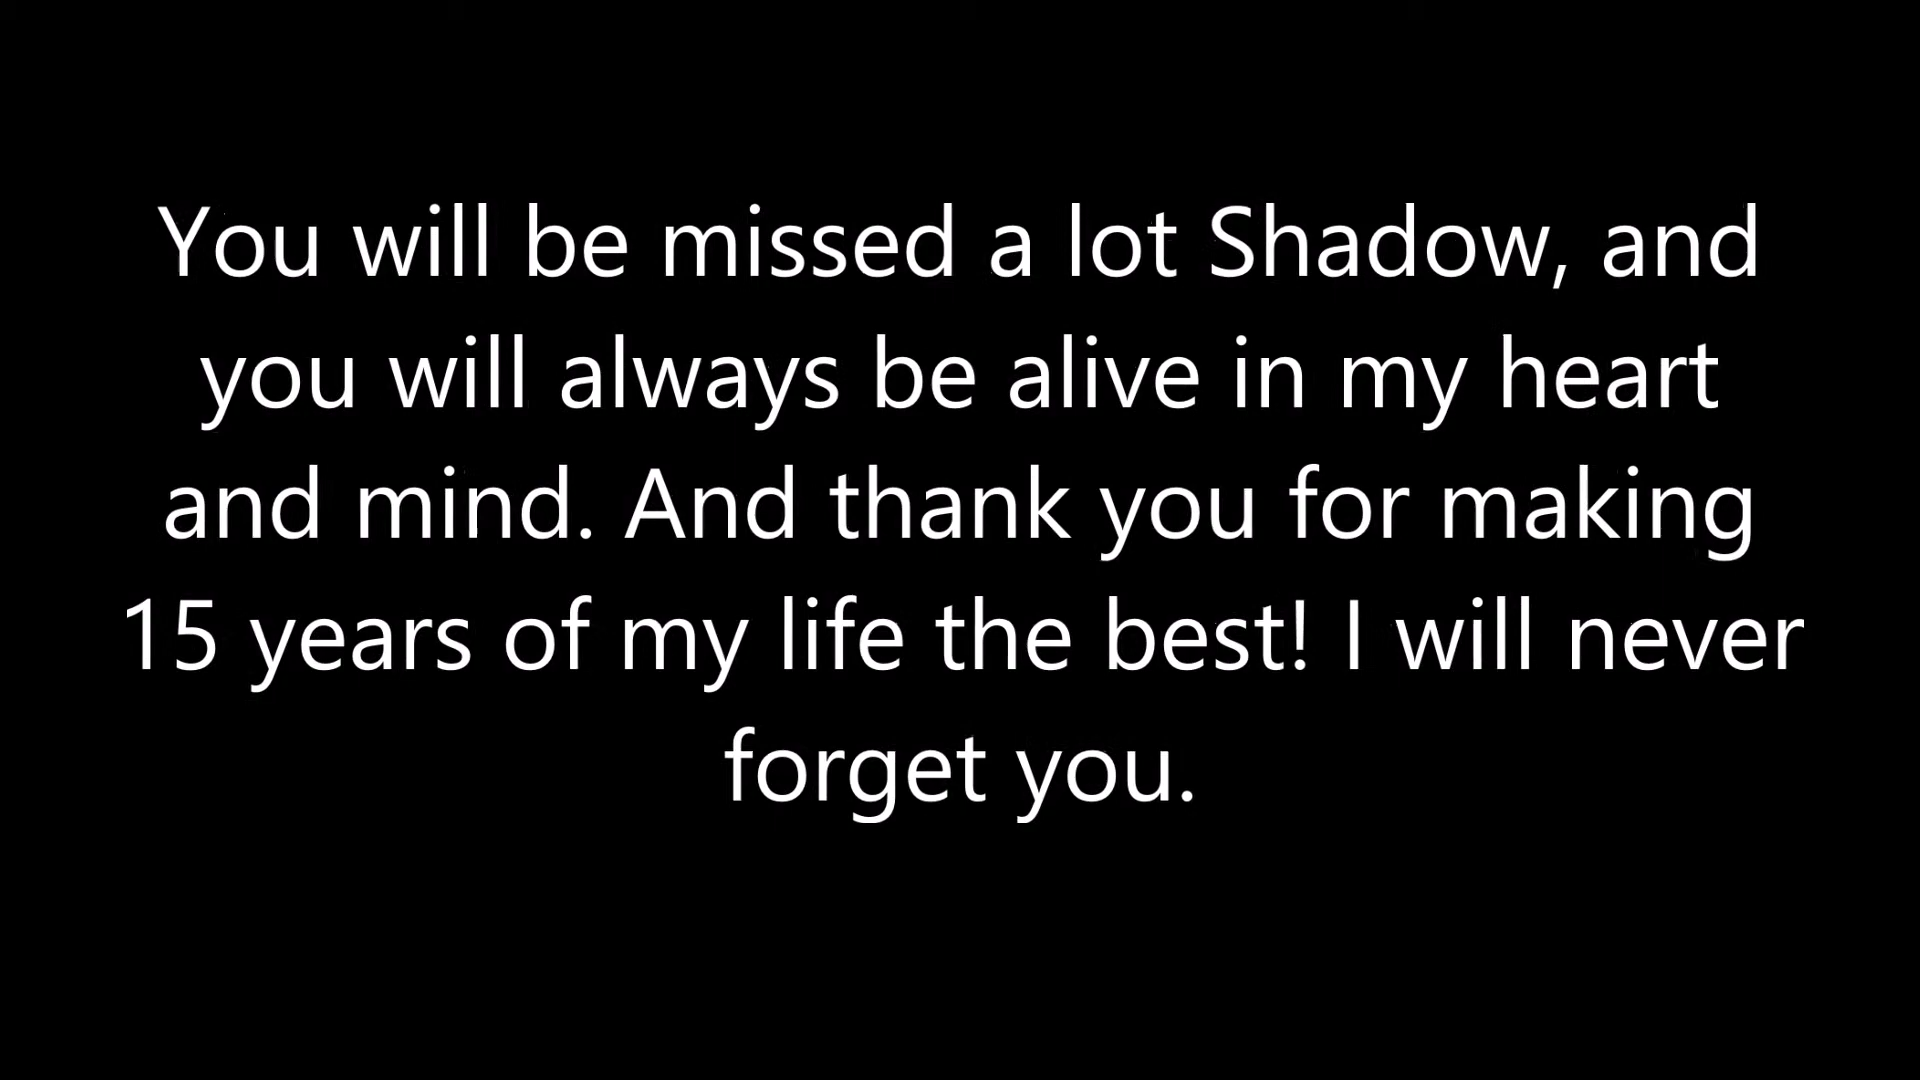 You will be missed a lot Shadow, and
you will always be alive in my heart
and mind. And thank you for making
15 years of my life the best! I will never
forget you.